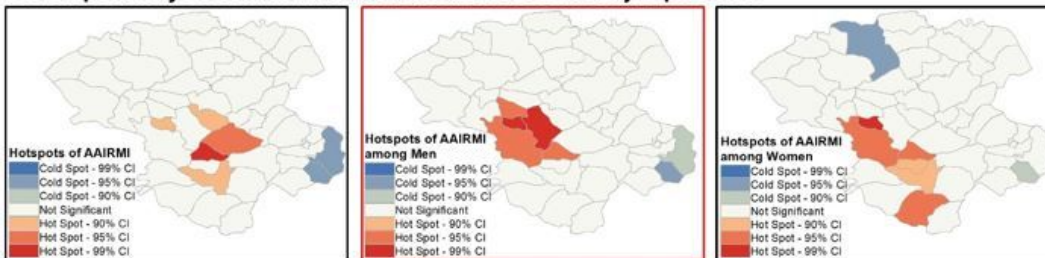 Hotspots of AAIRMI
Cold Spot - 99% CI
Cold Spot - 95% CI
Cold Spot - 90% CI
Not Significant
Hot Spot - 90% CI
Hot Spot - 95% CI
Hot Spot - 99% CI
Hotspots of AAIRMI
among Men
Cold Spot - 99% CI
Cold Spot - 95% CI
Cold Spot - 90% CI
Not Significant
Hot Spot - 90% CI
Hot Spot - 95% CI
Hot Spot - 99% CI
Hotspots of AAIRMI
among Women
Cold Spot - 99% CI
Cold Spot - 95% CI
Cold Spot - 90% CI
Not Significant
Hot Spot - 90% CI
Hot Spot - 95% CI
Hot Spot - 99% CI